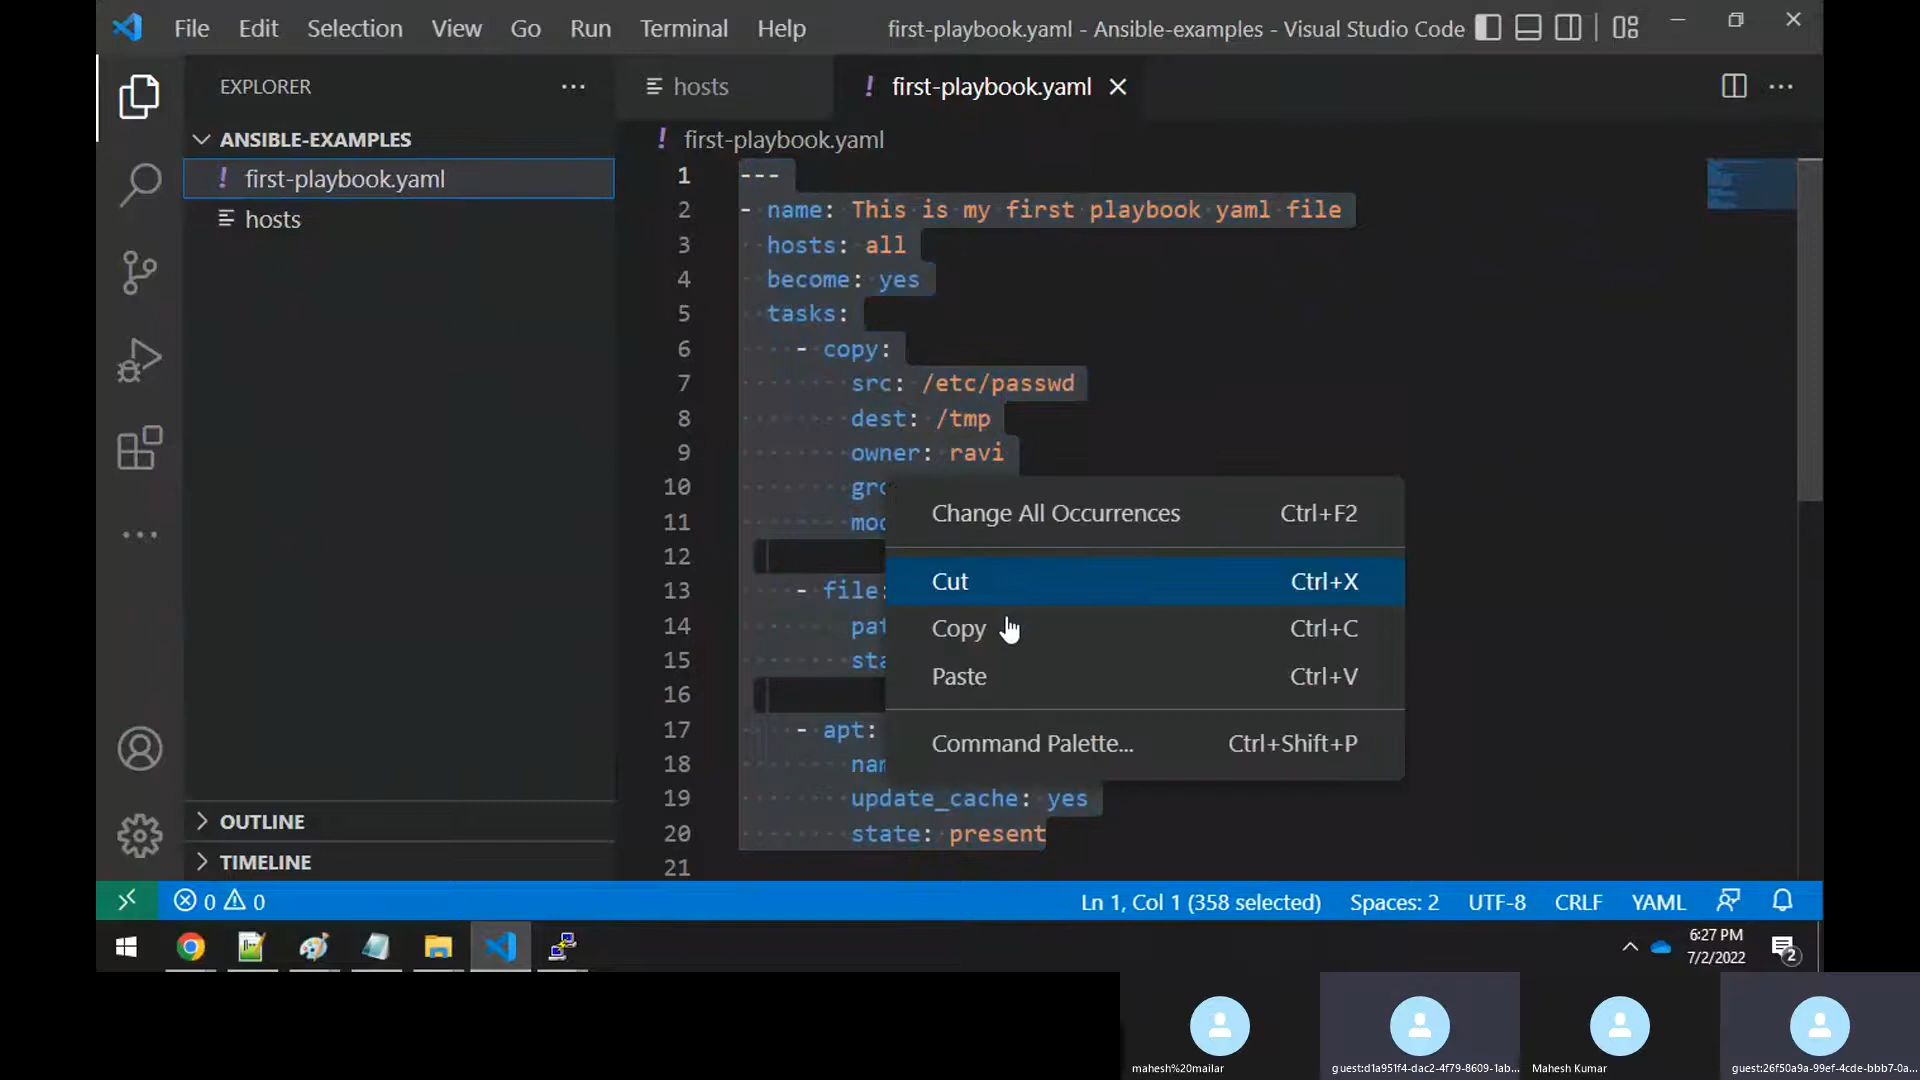 File Edit Selection View Go Run Terminal Help first-playbook.yaml - Ansible-examples - Visual Studio Code
EXPLORER
hosts
first-playbook.yaml
ANSIBLE-EXAMPLES
! first-playbook.yaml
! first-playbook.yaml
hosts
1 ---
2 - name: This is my first playbook yaml file
3 hosts: all
4 become: yes
5 tasks:
6 - copy:
7 src: /etc/passwd
8 dest: /tmp
9 owner: ravi
10 gro
11 mod
12
13 - file:
14 pat
15 sta
16
17 - apt:
18 nam
19 update_cache: yes
20 state: present
21
Change All Occurrences Ctrl+F2
Cut Ctrl+X
Copy Ctrl+C
Paste Ctrl+V
Command Palette... Ctrl+Shift+P
OUTLINE
TIMELINE
0 0 Ln 1, Col 1 (358 selected) Spaces: 2 UTF-8 CRLF YAML
6:27 PM
7/2/2022
2
mahesh%20mailar
guest:d1a951f4-dac2-4f79-8609-1ab...
Mahesh Kumar
guest:26f50a9a-99ef-4cde-bbb7-0a...